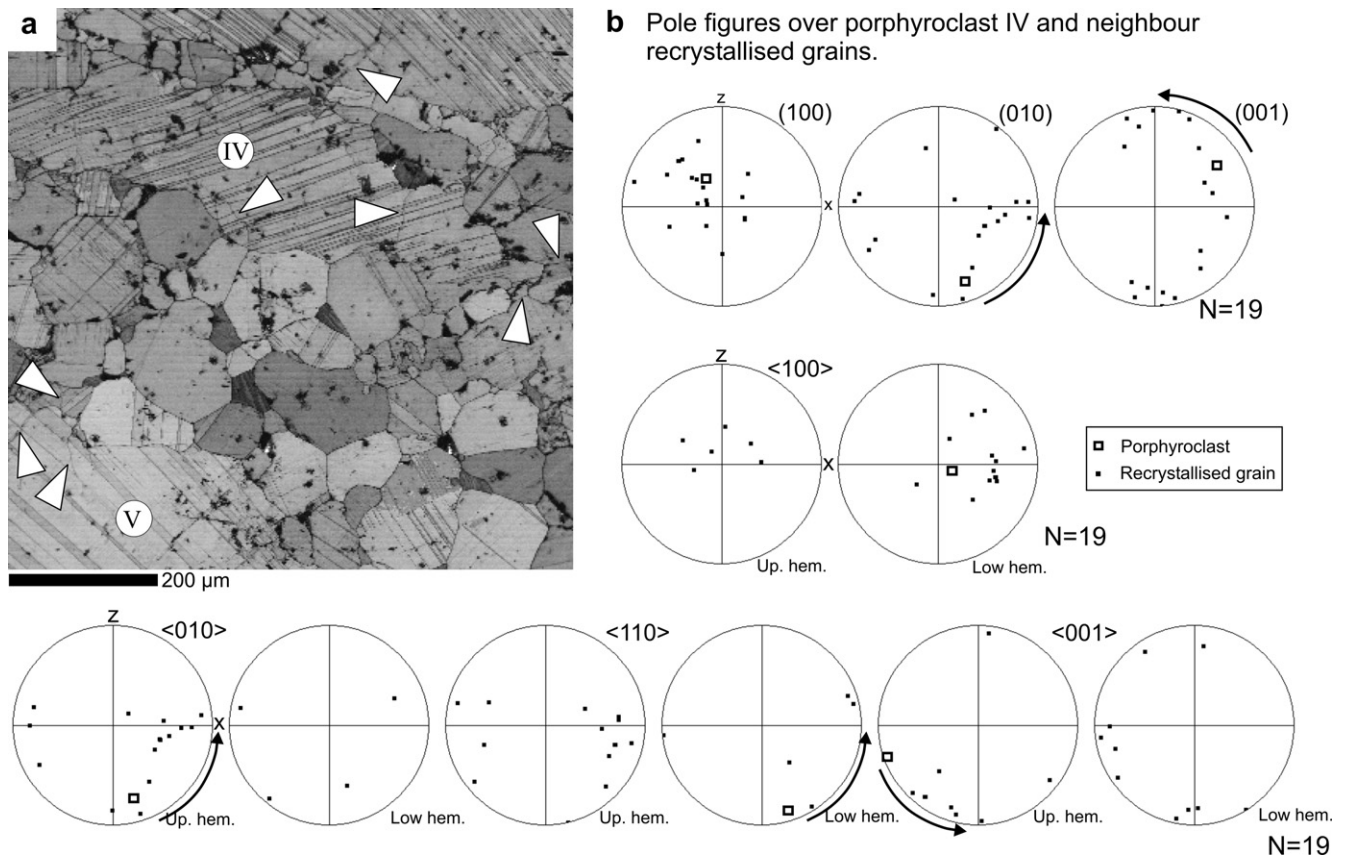 a
b Pole figures over porphyroclast IV and neighbour
recrystallised grains.
z
(100)
(010)
(001)
IV
x
N=19
z
<100>
x
Porphyroclast
Recrystallised grain
V
N=19
Up. hem.
Low hem.
200 µm
z
<010>
<110>
<001>
x
Up. hem.
Low hem.
Up. hem.
Low hem.
Up. hem.
Low hem.
N=19